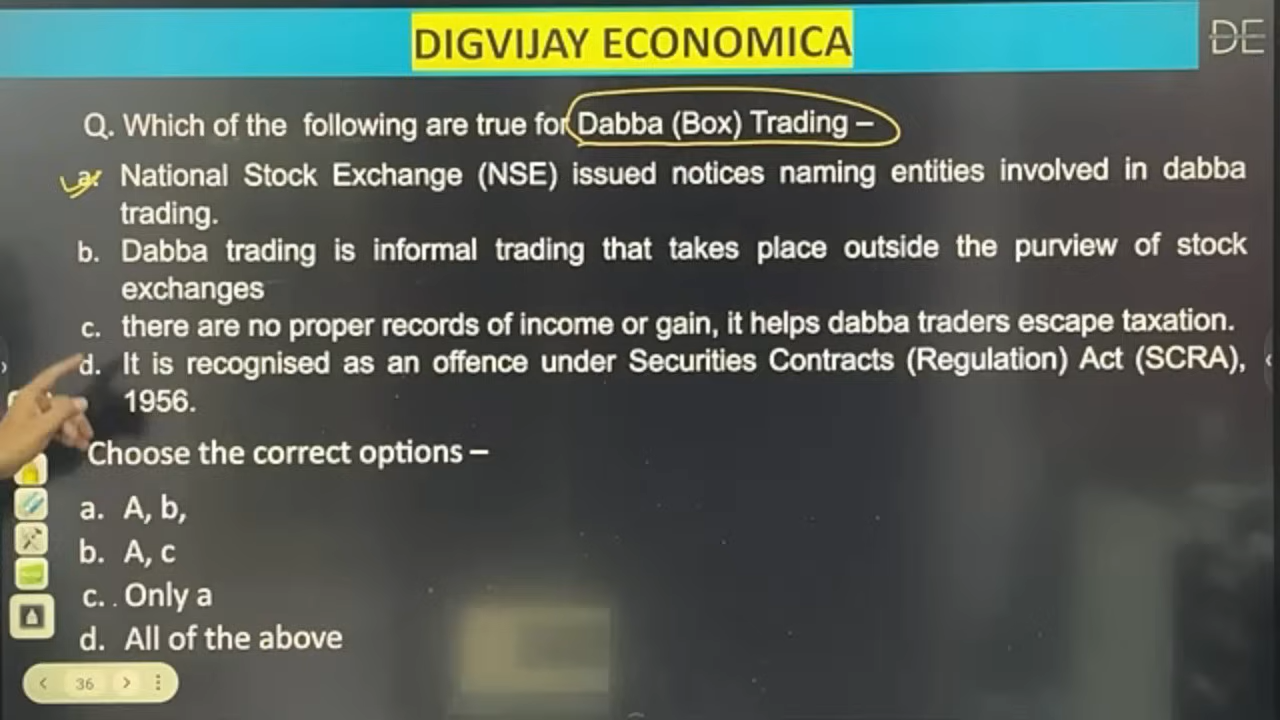 DIGVIJAY ECONOMICA
DE
Q. Which of the following are true for Dabba (Box) Trading –
a. National Stock Exchange (NSE) issued notices naming entities involved in dabba
trading.
b. Dabba trading is informal trading that takes place outside the purview of stock
exchanges
c. there are no proper records of income or gain, it helps dabba traders escape taxation.
d. It is recognised as an offence under Securities Contracts (Regulation) Act (SCRA),
1956.
Choose the correct options –
a. A, b,
b. A, c
c. . Only a
d. All of the above
36